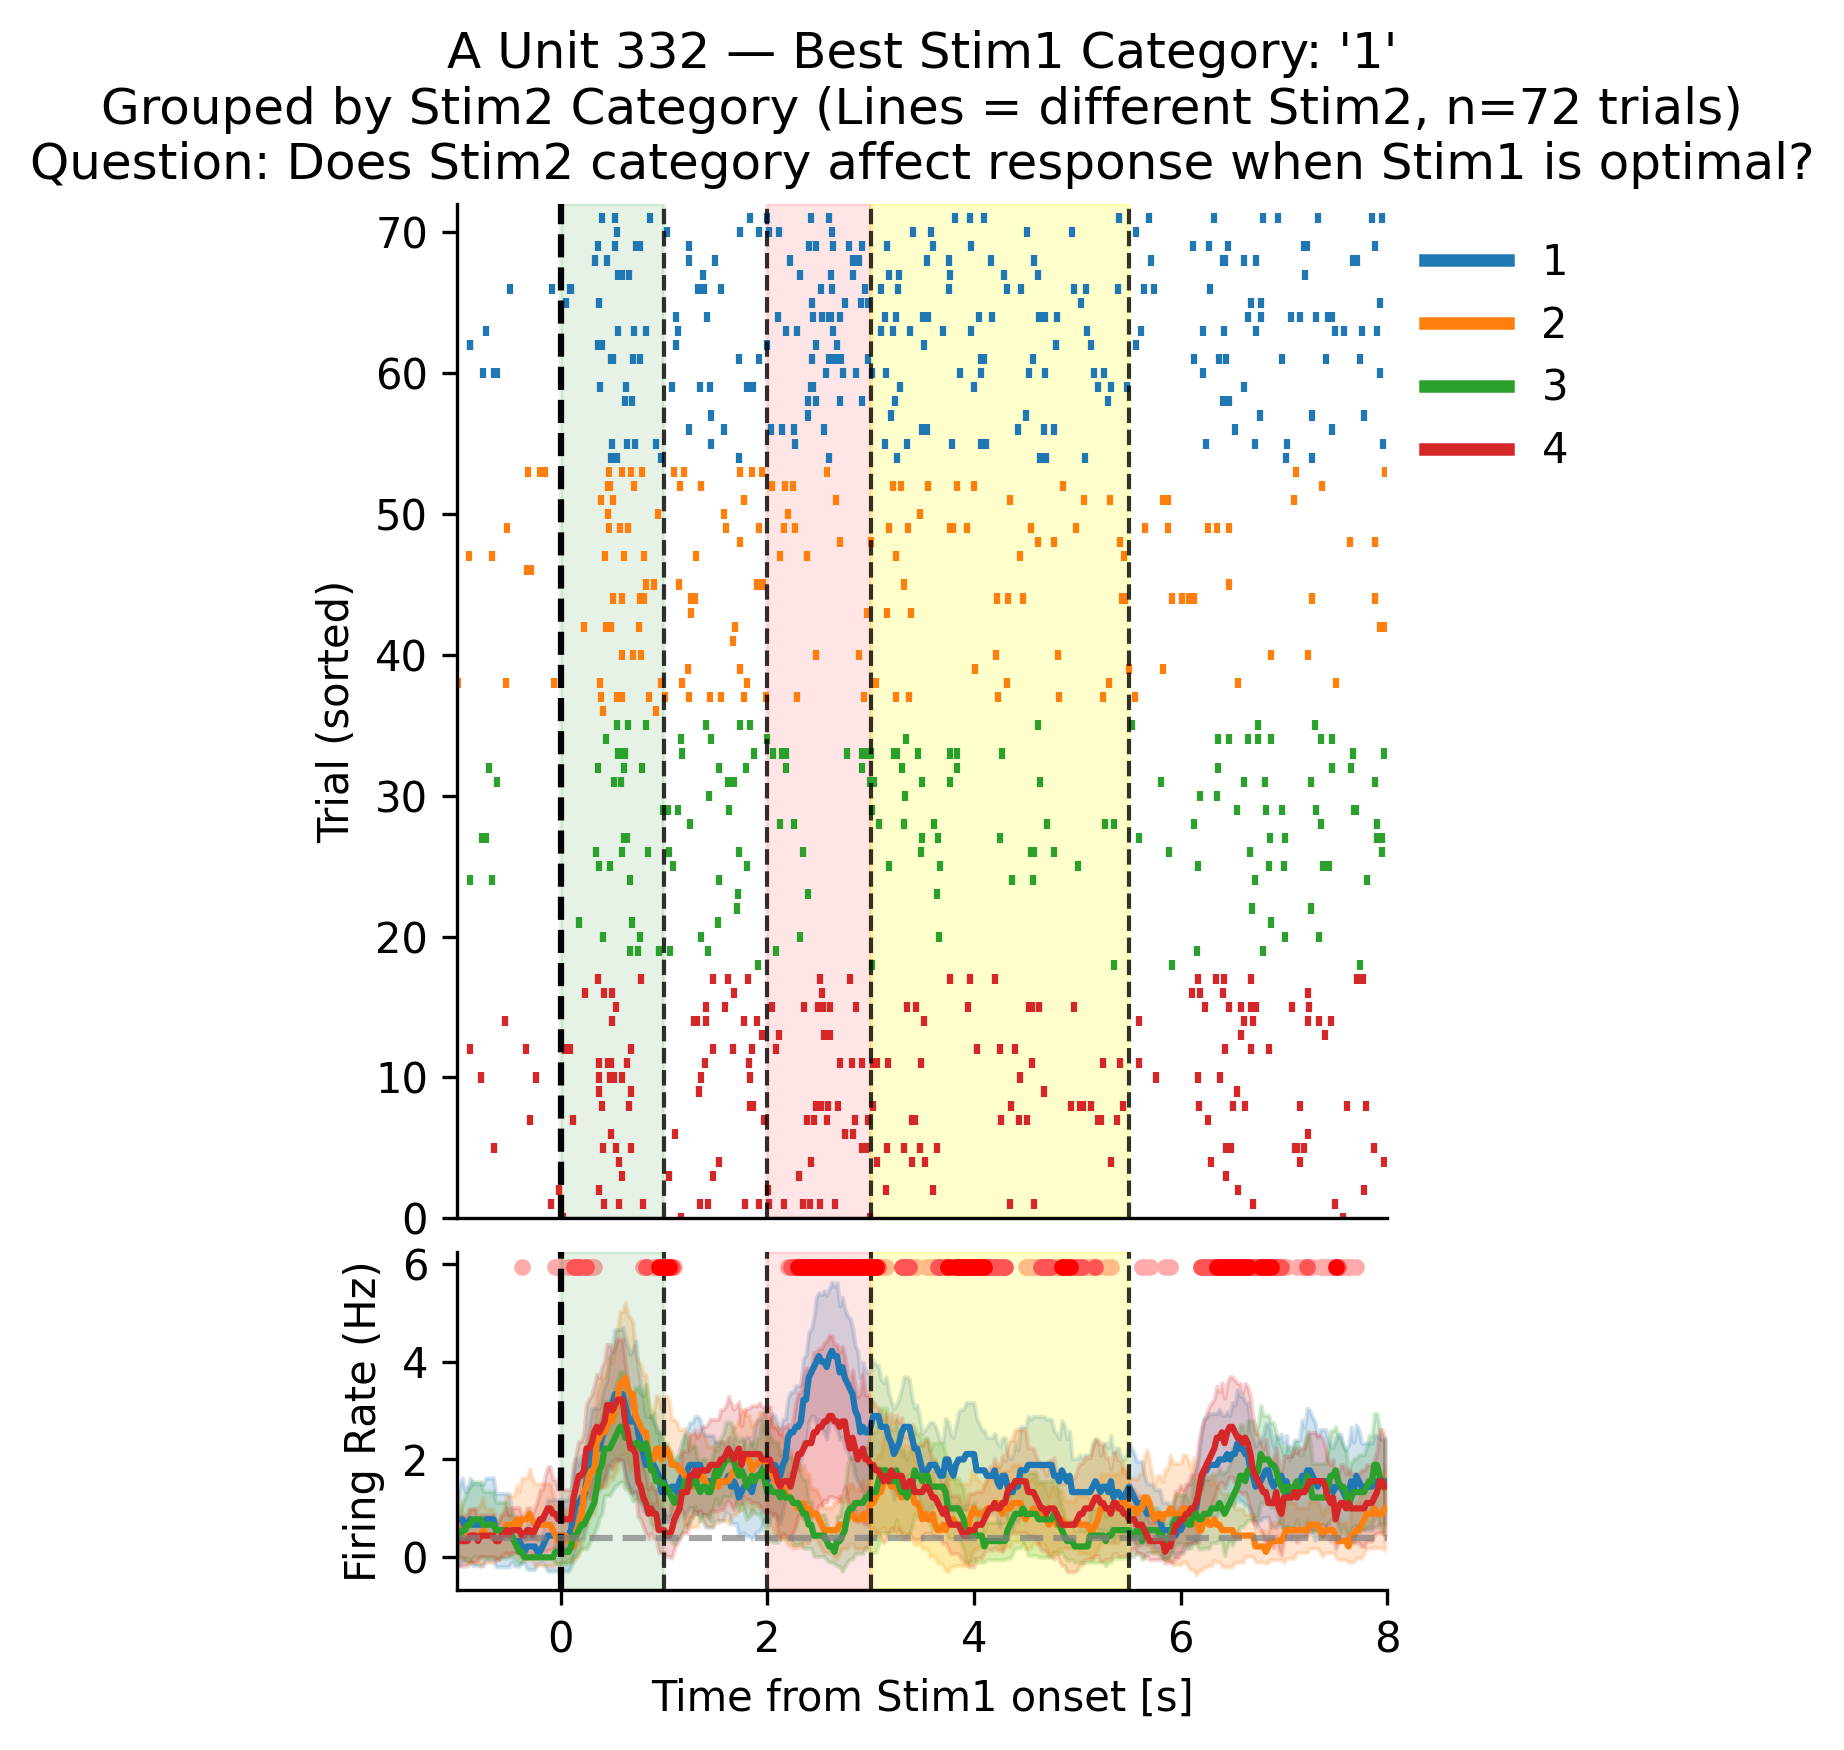 A Unit 332 — Best Stim1 Category: '1'
Grouped by Stim2 Category (Lines = different Stim2, n=72 trials)
Question: Does Stim2 category affect response when Stim1 is optimal?
70
60
50
40
30
20
10
0
Trial (sorted)
1
2
3
4
6
4
2
0
Firing Rate (Hz)
0 2 4 6 8
Time from Stim1 onset [s]